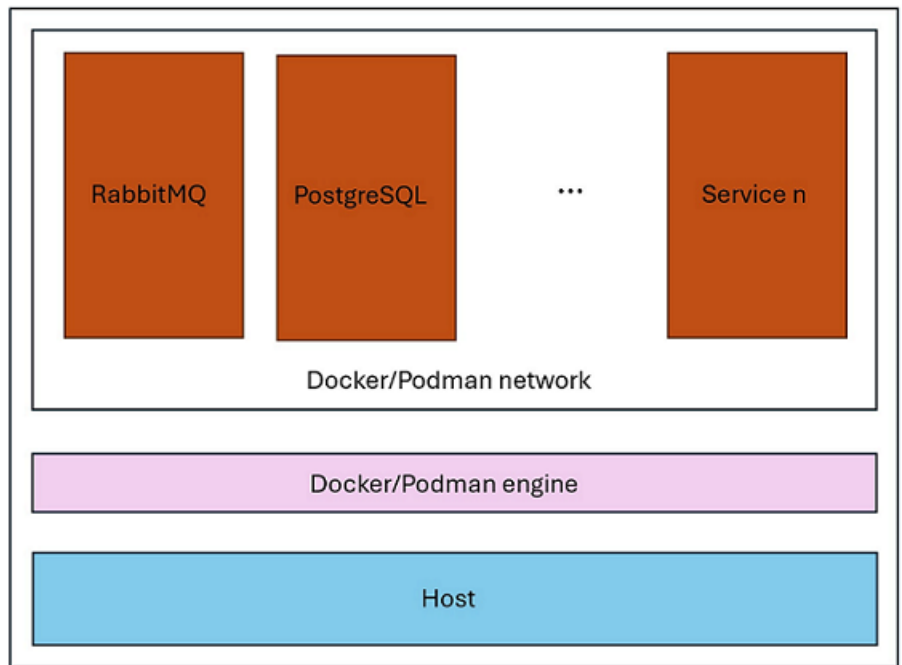 RabbitMQ
PostgreSQL
...
Service n
Docker/Podman network
Docker/Podman engine
Host